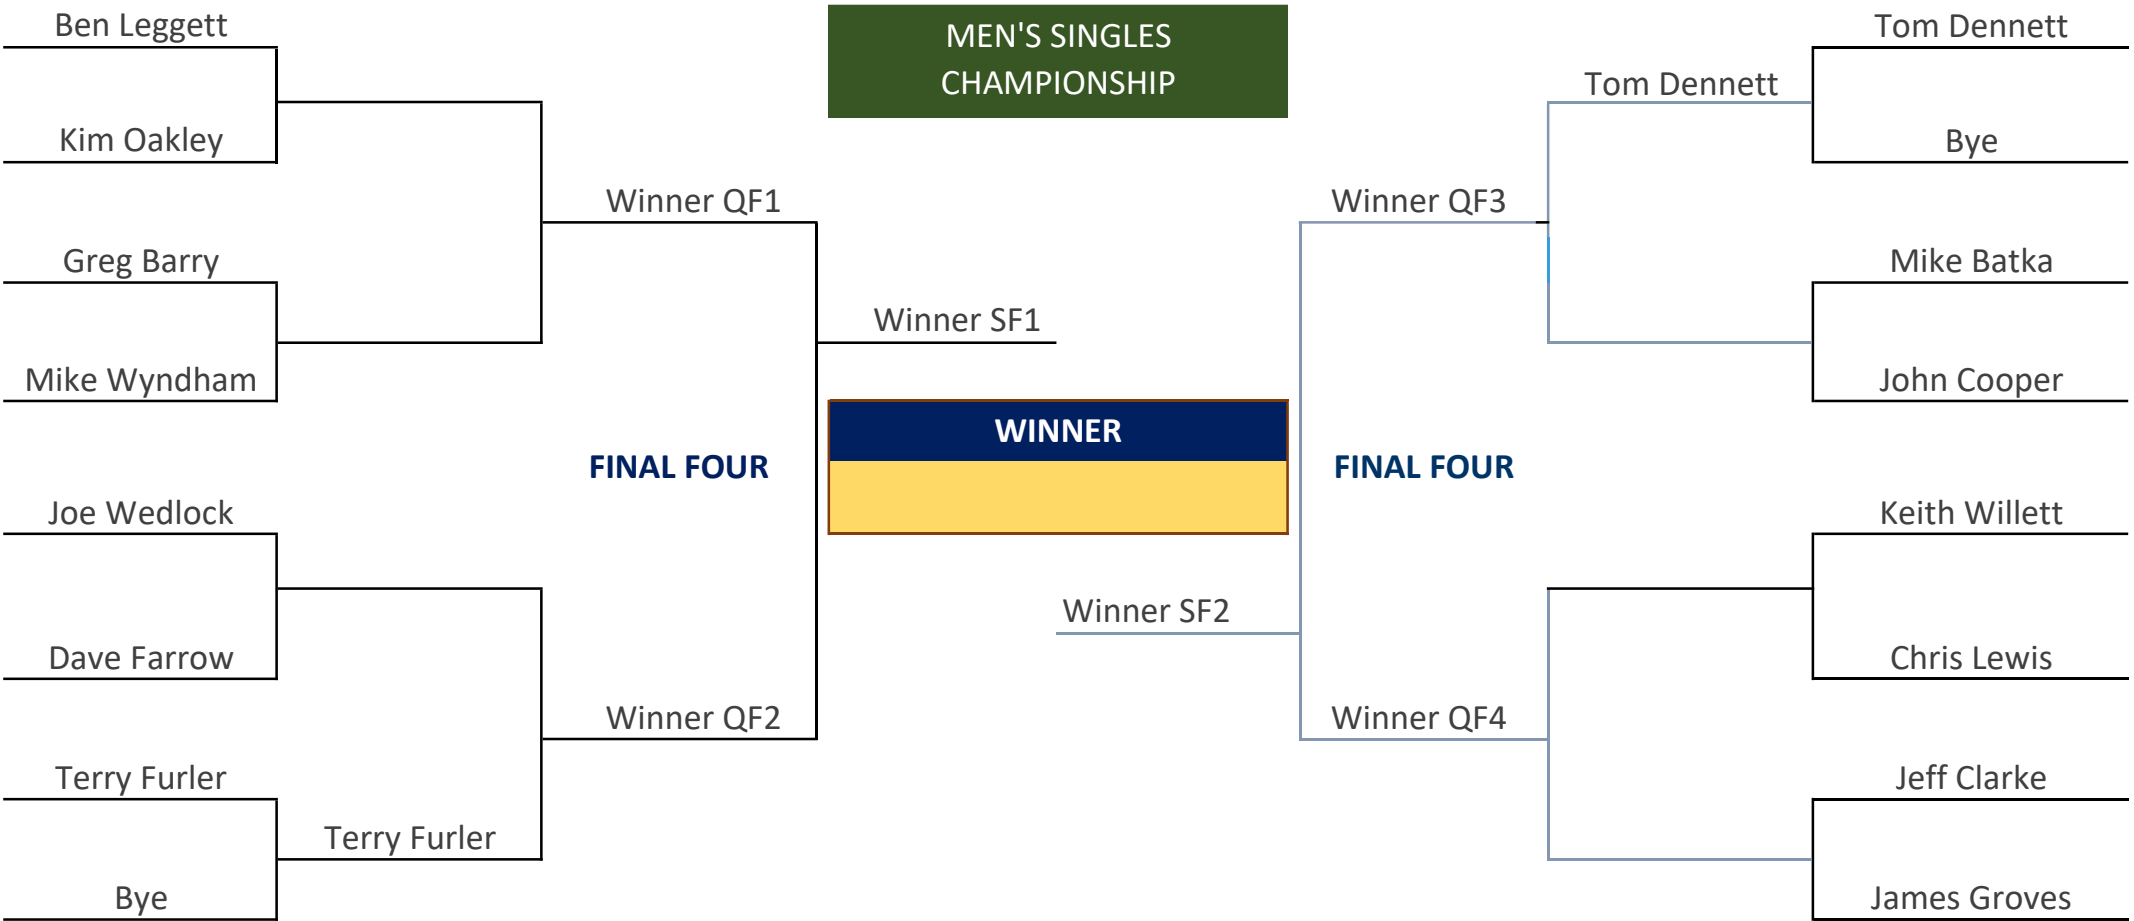 Ben Leggett
Kim Oakley
Greg Barry
Mike Wyndham
Joe Wedlock
Dave Farrow
Terry Furler
Bye
Terry Furler
Winner QF1
FINAL FOUR
Winner QF2
MEN'S SINGLES
CHAMPIONSHIP
Winner SF1
WINNER
Winner SF2
Winner QF3
FINAL FOUR
Winner QF4
Tom Dennett
Tom Dennett
Bye
Mike Batka
John Cooper
Keith Willett
Chris Lewis
Jeff Clarke
James Groves